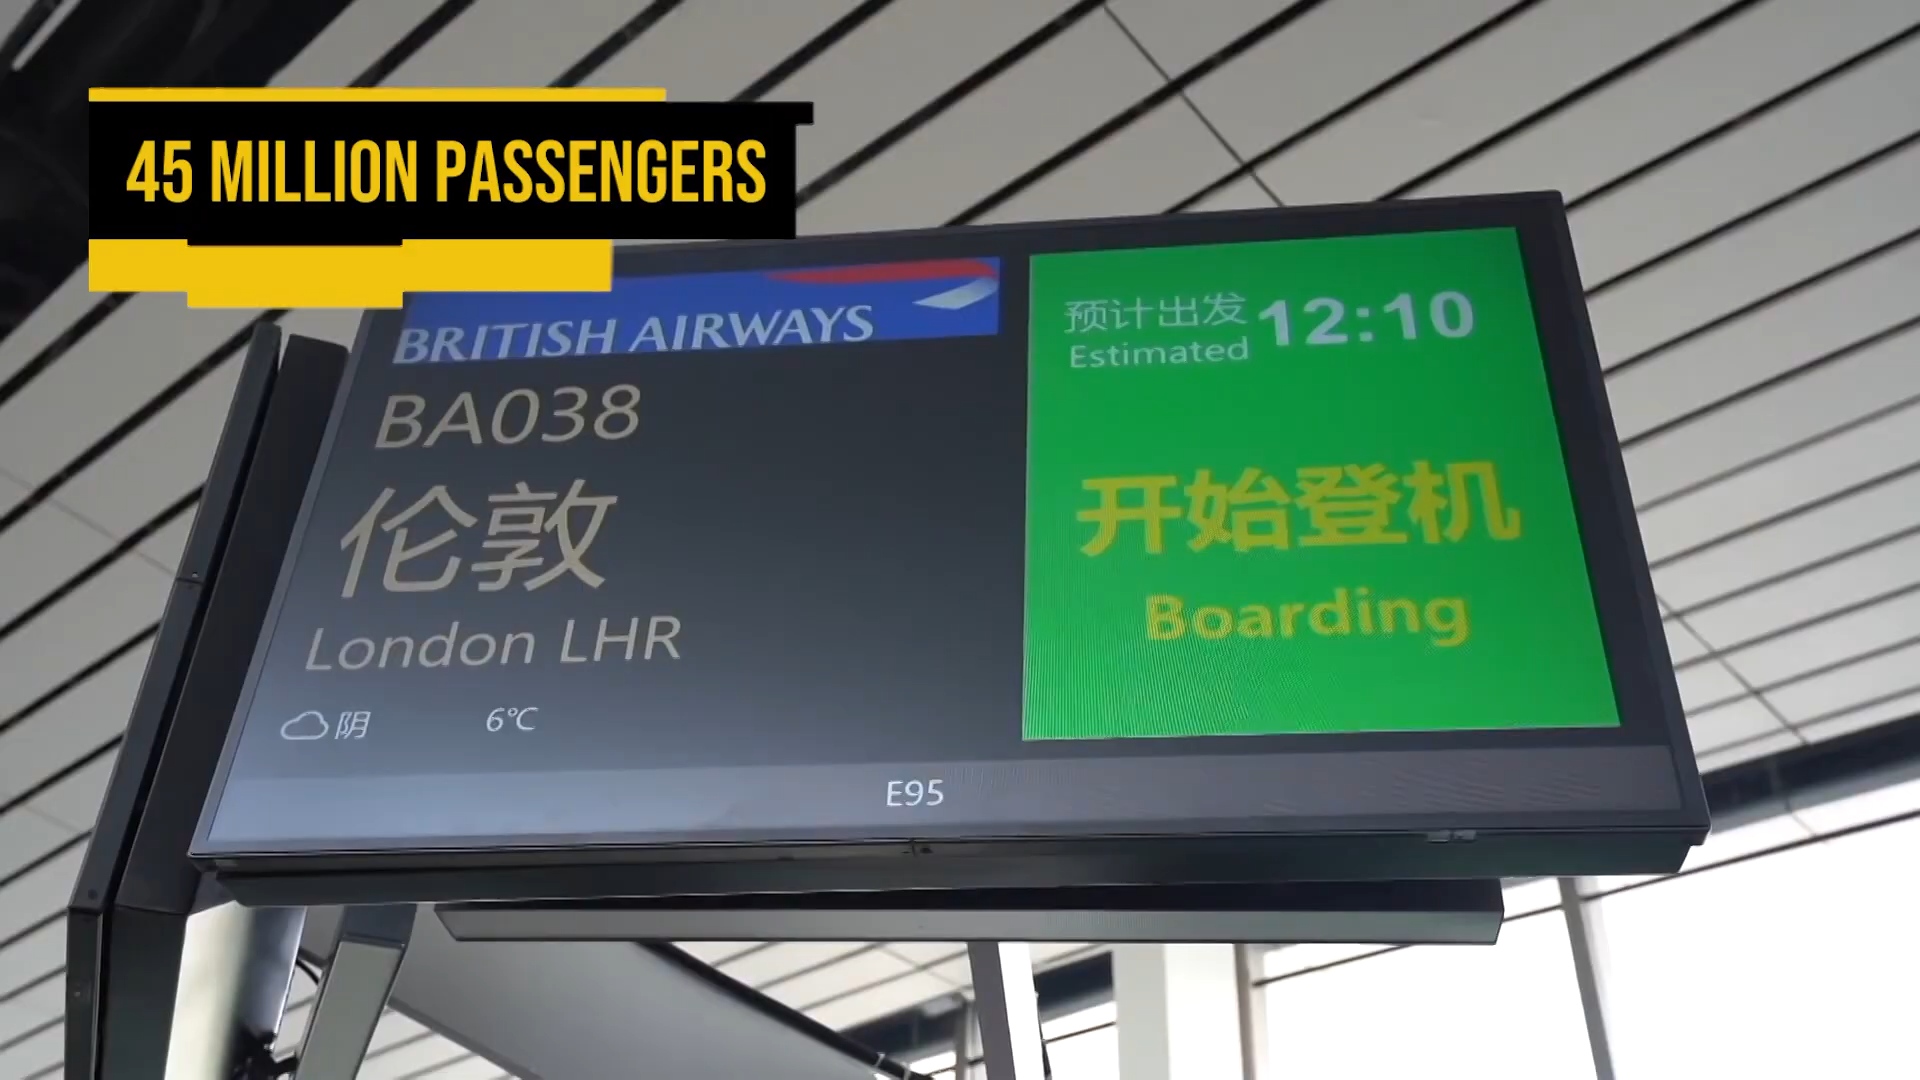 45 MILLION PASSENGERS
BRITISH AIRWAYS
BA038
伦敦
London LHR
阴 6℃
预计出发 12:10
Estimated
开始登机
Boarding
E95